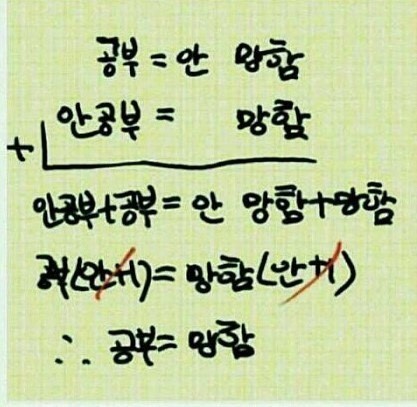 공부 = 안 망함
안공부 = 망함
+
안공부+공부 = 안 망함+망함
공부(안+1) = 망함(안+1)
∴ 공부 = 망함